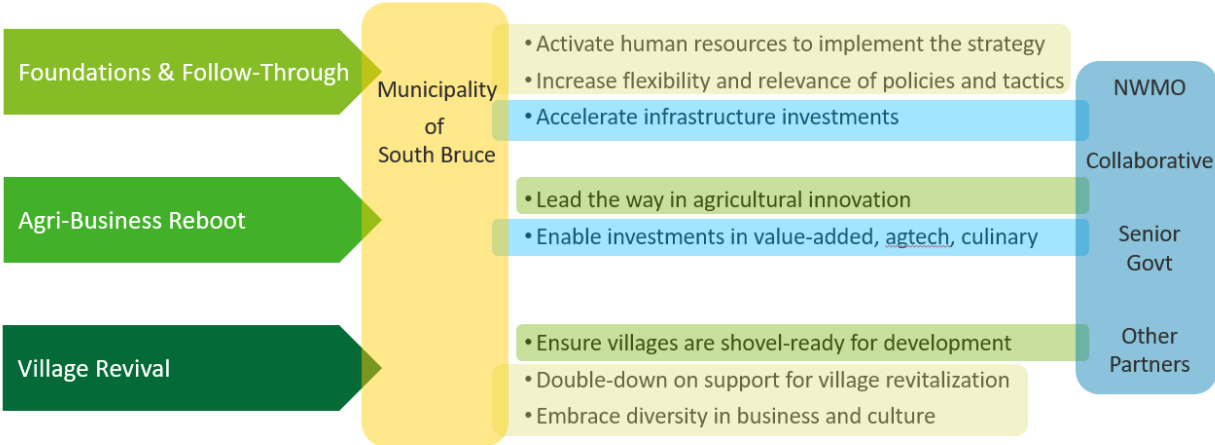 Foundations & Follow-Through
Agri-Business Reboot
Village Revival
Municipality
of
South Bruce
• Activate human resources to implement the strategy
• Increase flexibility and relevance of policies and tactics
• Accelerate infrastructure investments
• Lead the way in agricultural innovation
• Enable investments in value-added, agtech, culinary
• Ensure villages are shovel-ready for development
• Double-down on support for village revitalization
• Embrace diversity in business and culture
NWMO
Collaborative
Senior
Govt
Other
Partners